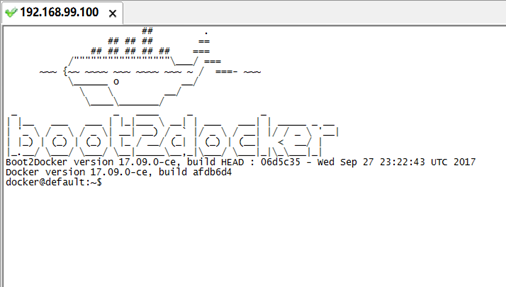 192.168.99.100
boot2docker
Boot2Docker version 17.09.0-ce, build HEAD : 06d5c35 - Wed Sep 27 23:22:43 UTC 2017
Docker version 17.09.0-ce, build afdb6d4
docker@default:~$